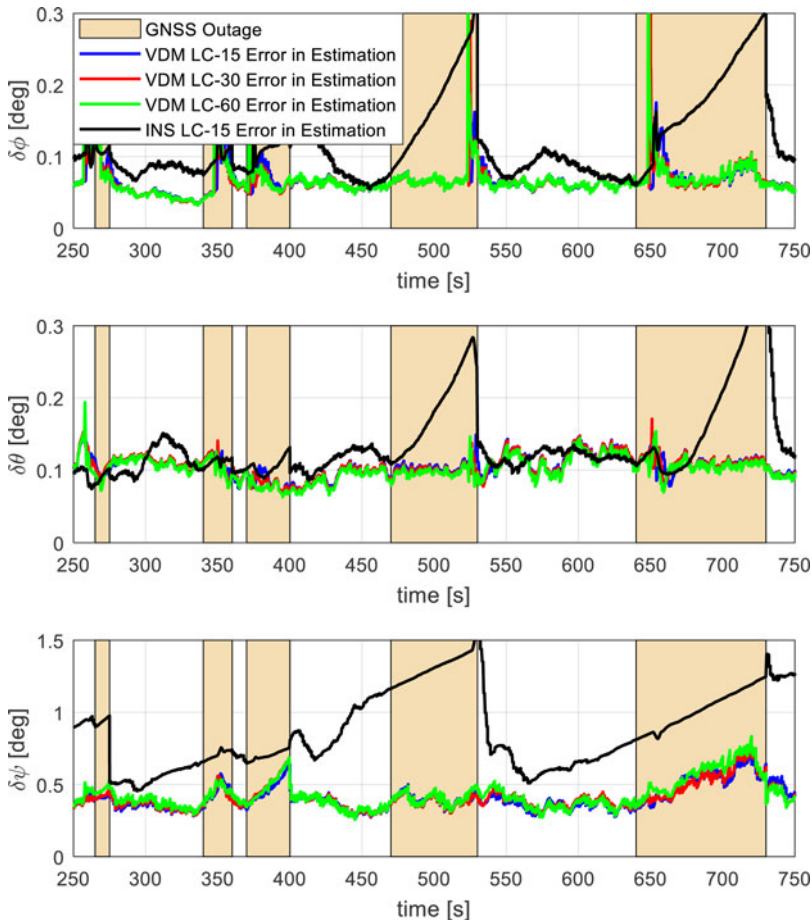 0.3
0.2
0.1
0
δϕ [deg]
GNSS Outage
VDM LC-15 Error in Estimation
VDM LC-30 Error in Estimation
VDM LC-60 Error in Estimation
INS LC-15 Error in Estimation
250 300 350 400 450 500 550 600 650 700 750
time [s]
0.3
0.2
0.1
0
δθ [deg]
250 300 350 400 450 500 550 600 650 700 750
time [s]
1.5
1
0.5
0
δψ [deg]
250 300 350 400 450 500 550 600 650 700 750
time [s]